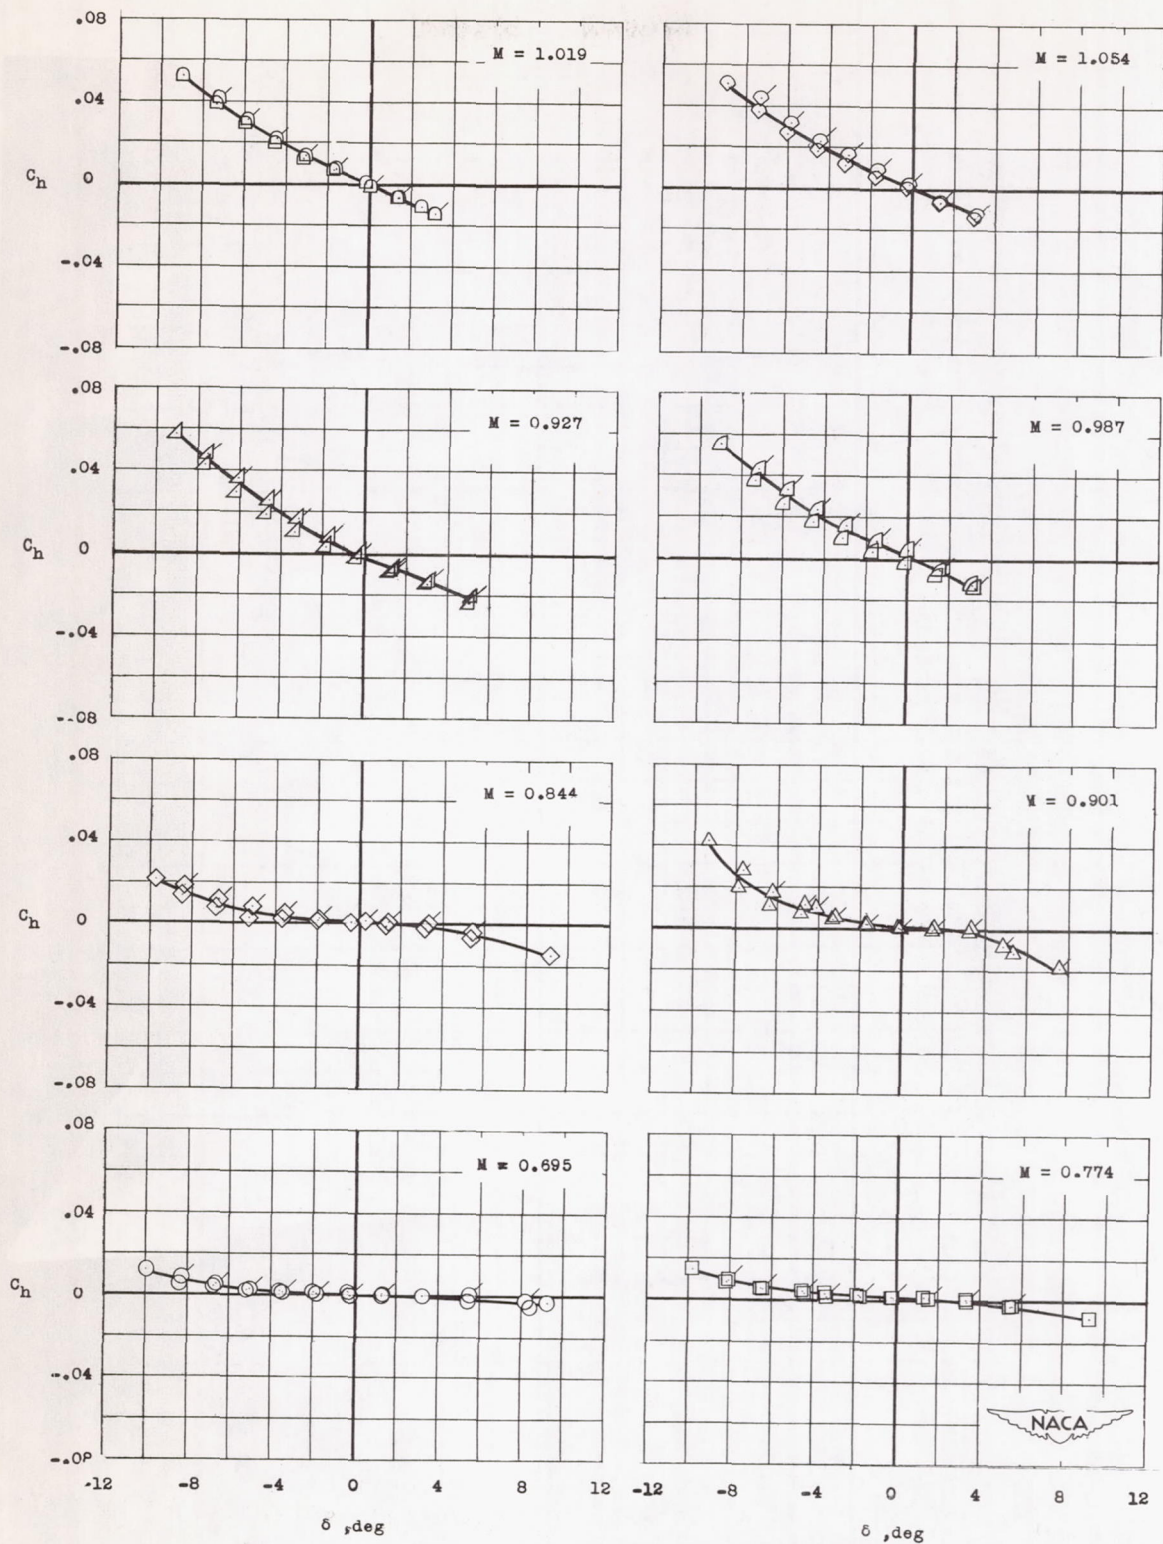 .08
M = 1.019
M = 1.054
.04
Ch
0
-.04
-.08
.08
M = 0.927
M = 0.987
.04
Ch
0
-.04
-.08
.08
M = 0.844
M = 0.901
.04
Ch
0
-.04
-.08
.08
M = 0.695
M = 0.774
.04
Ch
0
-.04
NACA
-.0P
-12 -8 -4 0 4 8 12 -12 -8 -4 0 4 8 12
δ ,deg δ ,deg